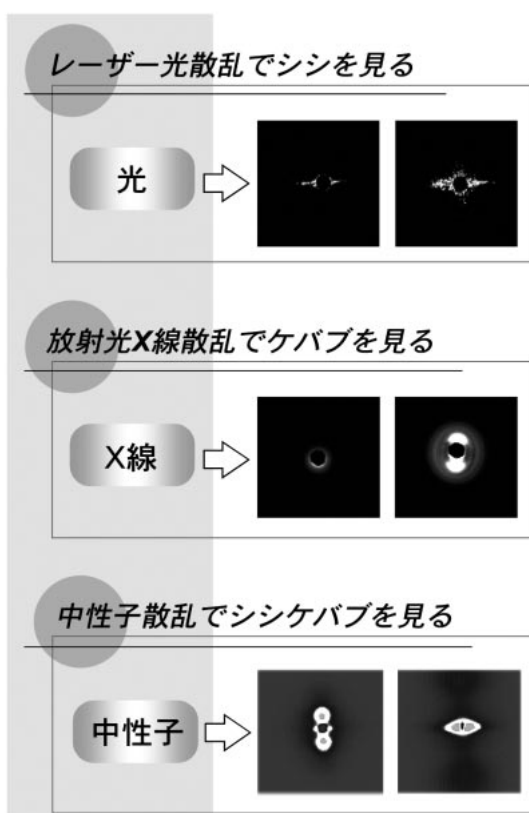 レーザー光散乱でシシを見る
光
放射光X線散乱でケバブを見る
X線
中性子散乱でシシケバブを見る
中性子